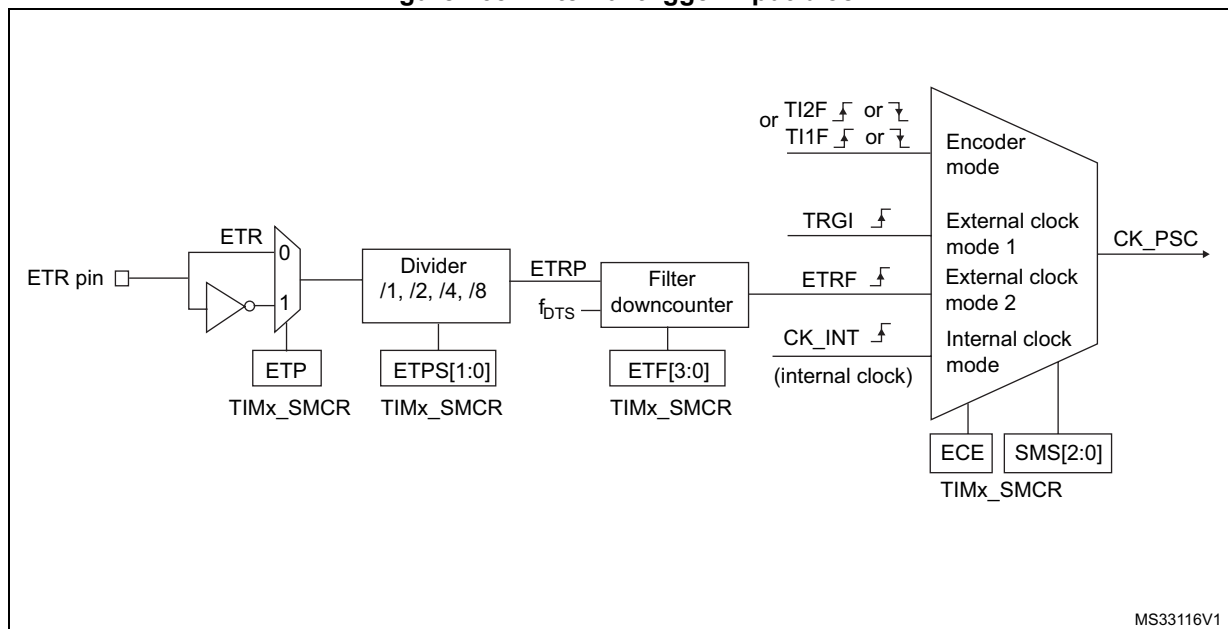 or TI2F or
TI1F or
Encoder
mode
TRGI
External clock
mode 1
CK_PSC
ETR
0
ETR pin
1
Divider
/1, /2, /4, /8
ETRP
Filter
downcounter
fDTS
ETRF
External clock
mode 2
CK_INT
(internal clock)
Internal clock
mode
ETP
TIMx_SMCR
ETPS[1:0]
TIMx_SMCR
ETF[3:0]
TIMx_SMCR
ECE
SMS[2:0]
TIMx_SMCR
MS33116V1